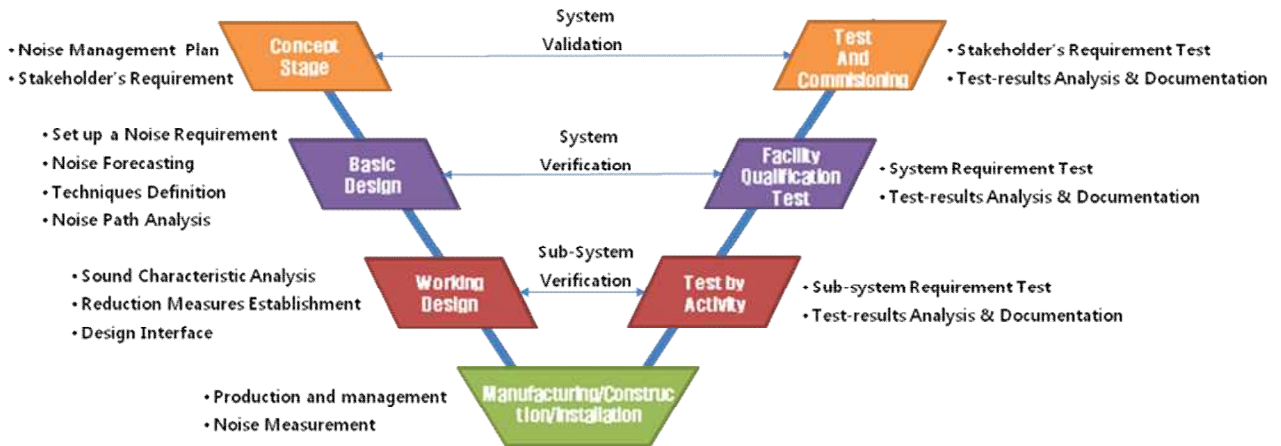 System
Validation
Concept
Stage
Test
And
Commisioning
• Noise Management Plan
• Stakeholder's Requirement
• Stakeholder's Requirement Test
• Test-results Analysis & Documentation
• Set up a Noise Requirement
• Noise Forecasting
• Techniques Definition
• Noise Path Analysis
Basic
Design
System
Verification
Facility
Qualification
Test
• System Requirement Test
• Test-results Analysis & Documentation
• Sound Characteristic Analysis
• Reduction Measures Establishment
• Design Interface
Working
Design
Sub-System
Verification
Test by
Activity
• Sub-system Requirement Test
• Test-results Analysis & Documentation
• Production and management
• Noise Measurement
Manufacturing/Construc
tion/Installation